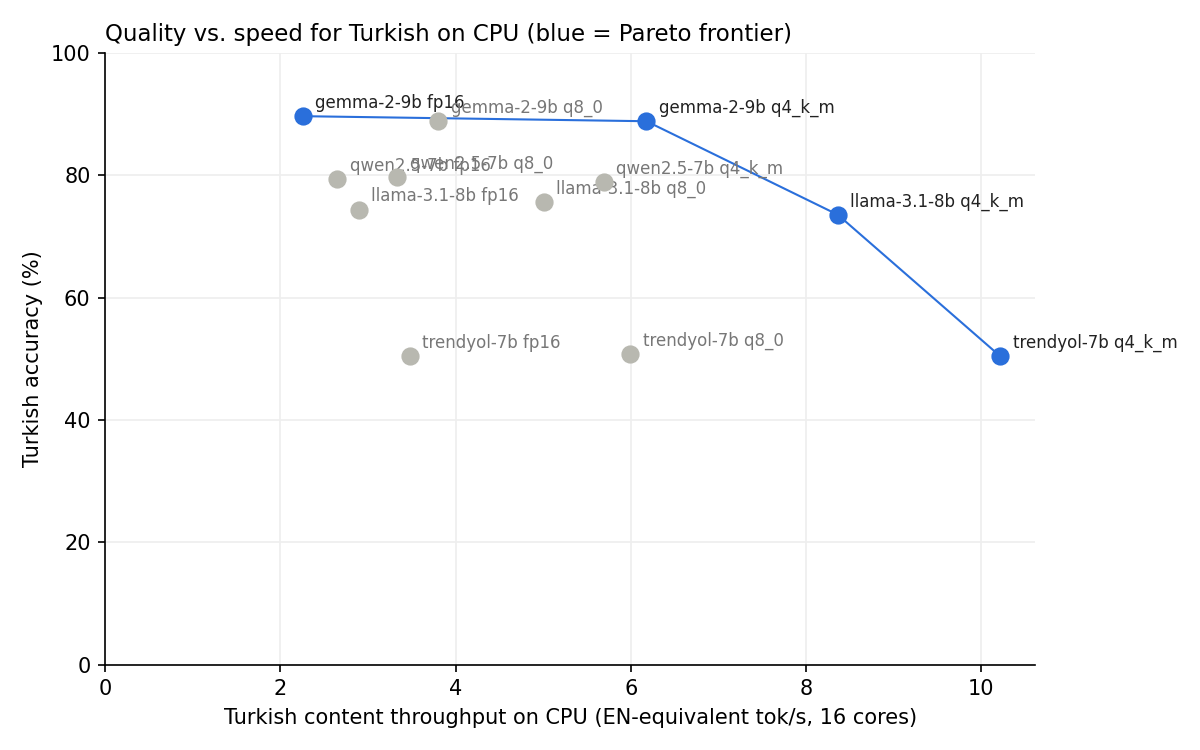 Quality vs. speed for Turkish on CPU (blue = Pareto frontier)
100
80
60
40
20
0
Turkish accuracy (%)
gemma-2-9b fp16
gemma-2-9b q8_0
gemma-2-9b q4_k_m
qwen2.5-7b fp16
qwen2.5-7b q8_0
qwen2.5-7b q4_k_m
llama-3.1-8b fp16
llama-3.1-8b q8_0
llama-3.1-8b q4_k_m
trendyol-7b fp16
trendyol-7b q8_0
trendyol-7b q4_k_m
0 2 4 6 8 10
Turkish content throughput on CPU (EN-equivalent tok/s, 16 cores)